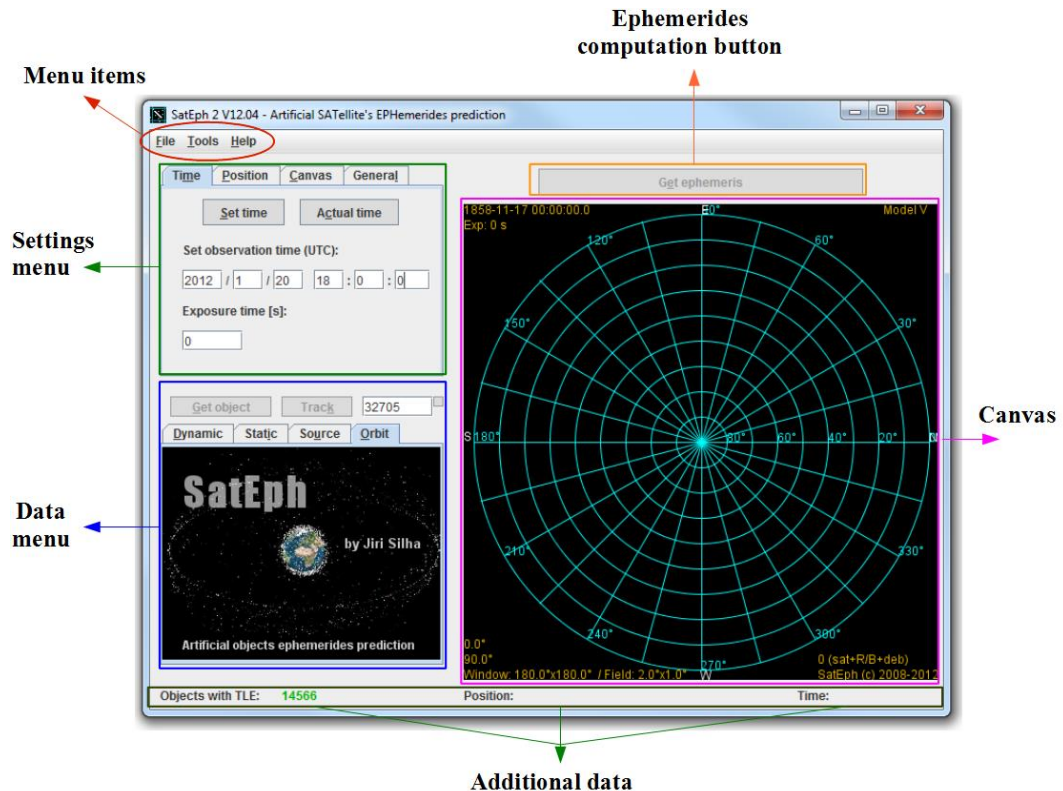 Ephemerides
computation button
Menu items
SatEph 2 V12.04 - Artificial SATellite's EPHemerides prediction
File Tools Help
Time Position Canvas General
Get ephemeris
Set time Actual time
Set observation time (UTC):
2012 / 1 / 20 18 : 0 : 0
Exposure time [s]:
0
Settings
menu
1858-11-17 00:00:00.0 E0° Model V
Exp: 0 s
120° 60°
150° 30°
S180° 80° 60° 40° 20°
210° 330°
240° 300°
0.0°
90.0° 270° 0 (sat+R/B+deb)
Window: 180.0°x180.0° / Field: 2.0°x1.0° W SatEph (c) 2008-2012
Canvas
Get object Track 32705
Dynamic Static Source Orbit
SatEph
by Jiri Silha
Artificial objects ephemerides prediction
Data
menu
Objects with TLE: 14566 Position: Time:
Additional data